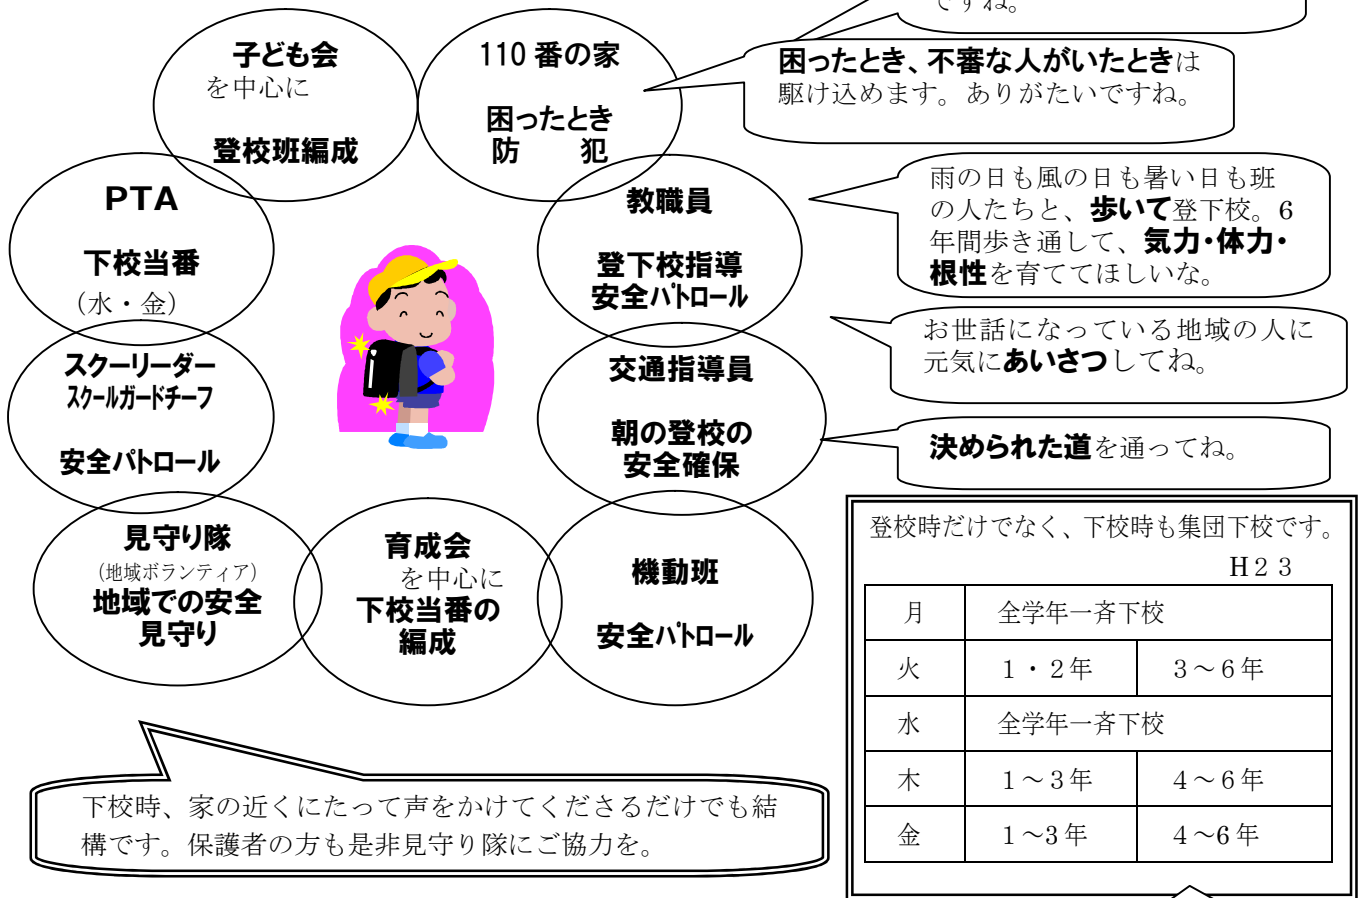 ですね。
子ども会
を中心に
登校班編成
110番の家
困ったとき
防　　犯
困ったとき、不審な人がいたときは
駆け込めます。ありがたいですね。
PTA
下校当番
（水・金）
教職員
登下校指導
安全パトロール
雨の日も風の日も暑い日も班
の人たちと、歩いて登下校。6
年間歩き通して、気力・体力・
根性を育ててほしいな。
スクーリーダー
スクールガードチーフ
安全パトロール
交通指導員
朝の登校の
安全確保
お世話になっている地域の人に
元気にあいさつしてね。
決められた道を通ってね。
見守り隊
（地域ボランティア）
地域での安全
見守り
育成会
を中心に
下校当番の
編成
機動班
安全パトロール
登校時だけでなく、下校時も集団下校です。
H２３
月　全学年一斉下校
火　１・２年　３～６年
水　全学年一斉下校
木　１～３年　４～６年
金　１～3年　４～6年
下校時、家の近くにたって声をかけてくださるだけでも結
構です。保護者の方も是非見守り隊にご協力を。